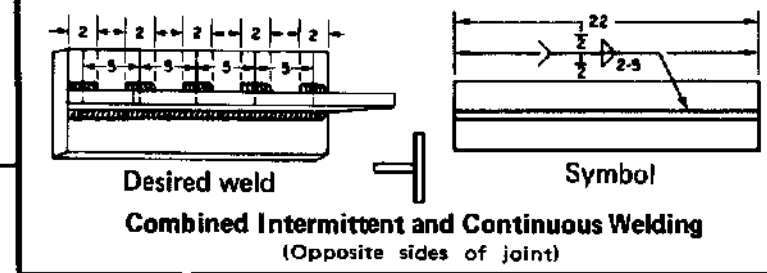 2 2 2 2 2
5 5 5 5
Desired weld
22
1
2
1
2
2-5
Symbol
Combined Intermittent and Continuous Welding
(Opposite sides of joint)